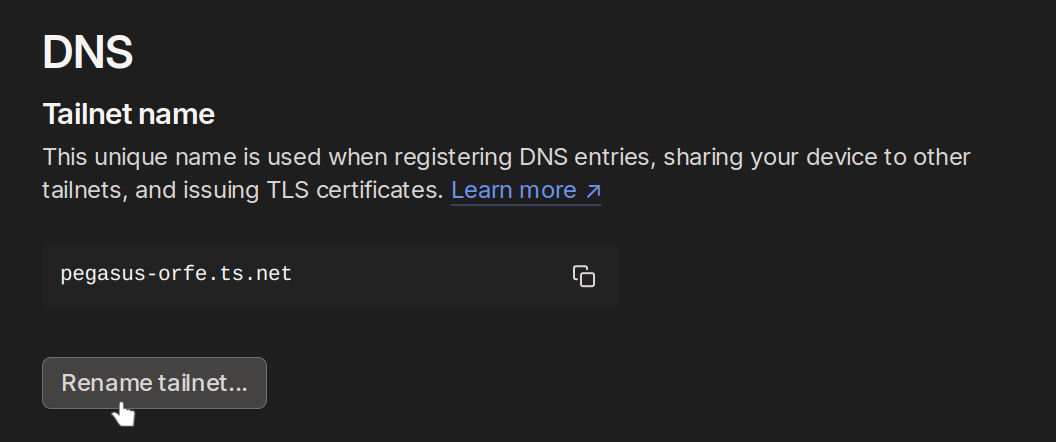 DNS
Tailnet name
This unique name is used when registering DNS entries, sharing your device to other
tailnets, and issuing TLS certificates. Learn more ↗
pegasus-orfe.ts.net
Rename tailnet...